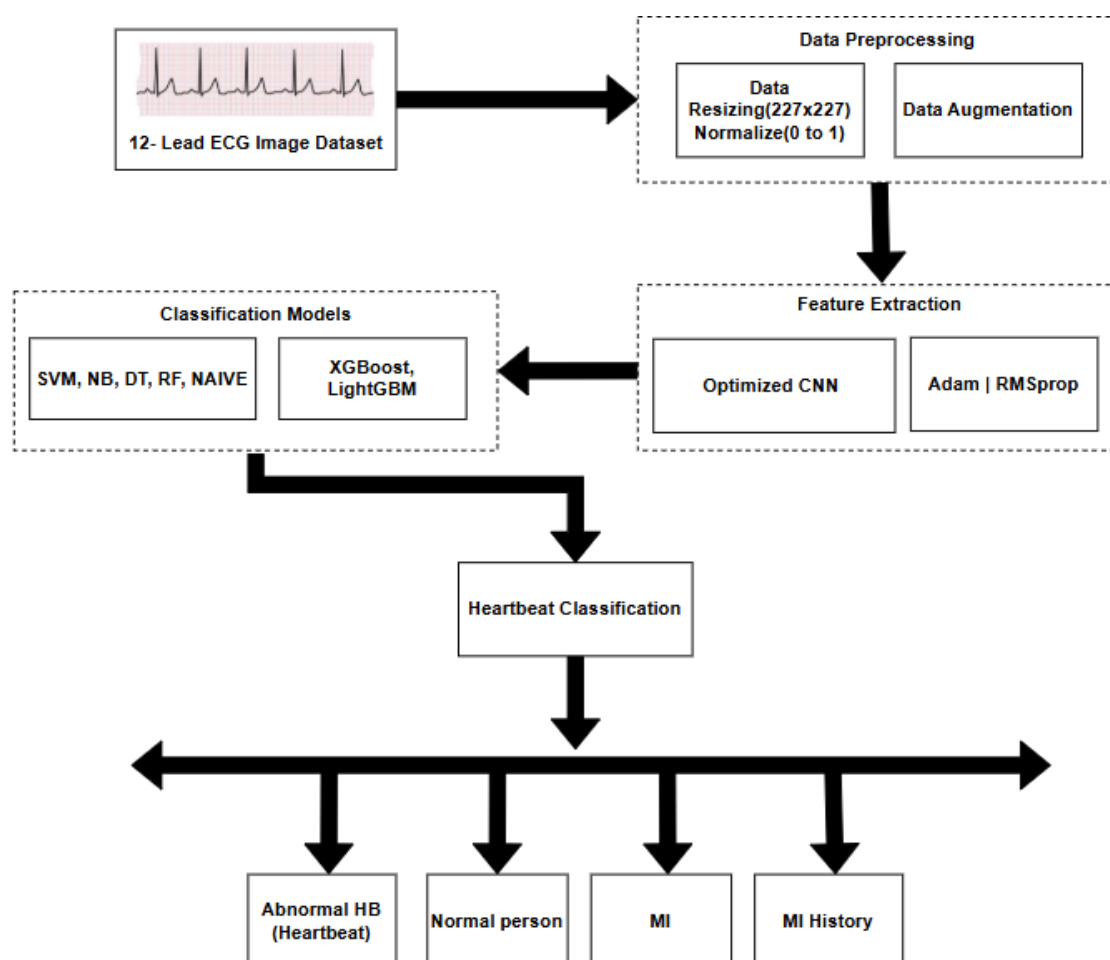 12- Lead ECG Image Dataset
Data Preprocessing
Data
Resizing(227x227)
Normalize(0 to 1)
Data Augmentation
Classification Models
SVM, NB, DT, RF, NAIVE
XGBoost,
LightGBM
Feature Extraction
Optimized CNN
Adam | RMSprop
Heartbeat Classification
Abnormal HB
(Heartbeat)
Normal person
MI
MI History